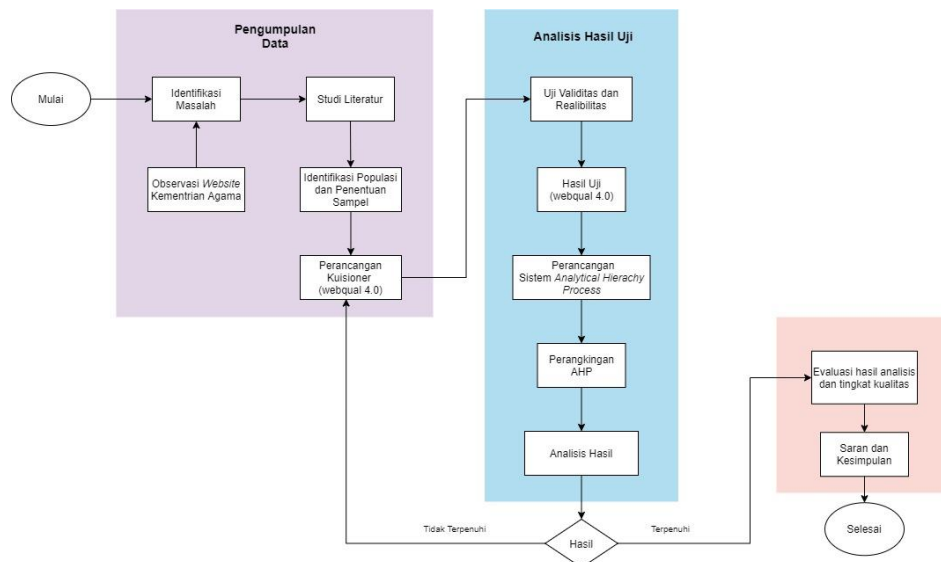 Pengumpulan
Data
Mulai
Identifikasi
Masalah
Studi Literatur
Observasi Website
Kementrian Agama
Identifikasi Populasi
dan Penentuan
Sampel
Perancangan
Kuisioner
(webqual 4.0)
Analisis Hasil Uji
Uji Validitas dan
Realibilitas
Hasil Uji
(webqual 4.0)
Perancangan
Sistem Analytical Hierachy
Process
Perangkingan
AHP
Analisis Hasil
Hasil
Tidak Terpenuhi
Terpenuhi
Evaluasi hasil analisis
dan tingkat kualitas
Saran dan
Kesimpulan
Selesai